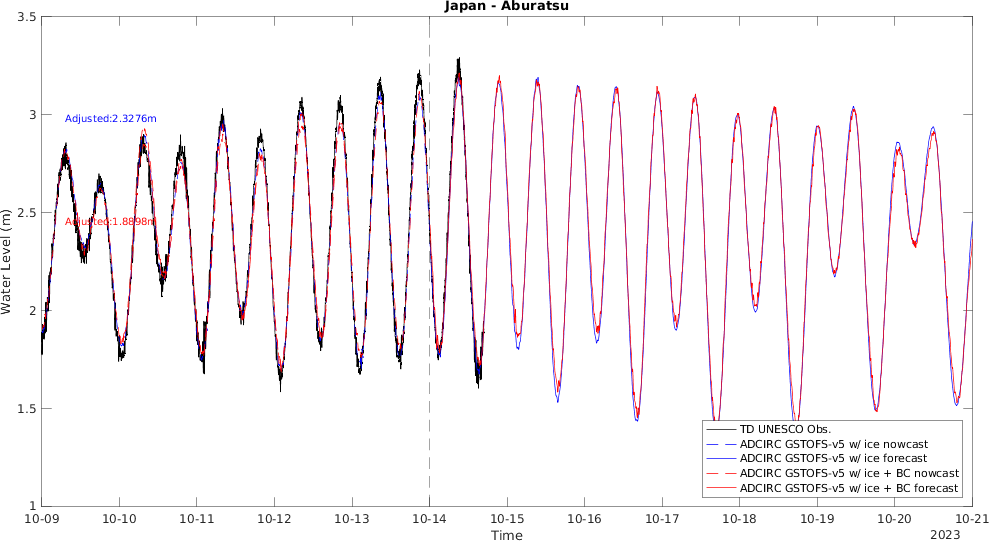 Japan - Aburatsu
3.5
3
2.5
2
1.5
1
Water Level (m)
Adjusted:2.3276m
Adjusted:1.8898m
TD UNESCO Obs.
ADCIRC GSTOFS-v5 w/ ice nowcast
ADCIRC GSTOFS-v5 w/ ice forecast
ADCIRC GSTOFS-v5 w/ ice + BC nowcast
ADCIRC GSTOFS-v5 w/ ice + BC forecast
10-09 10-10 10-11 10-12 10-13 10-14 10-15 10-16 10-17 10-18 10-19 10-20 10-21
Time
2023